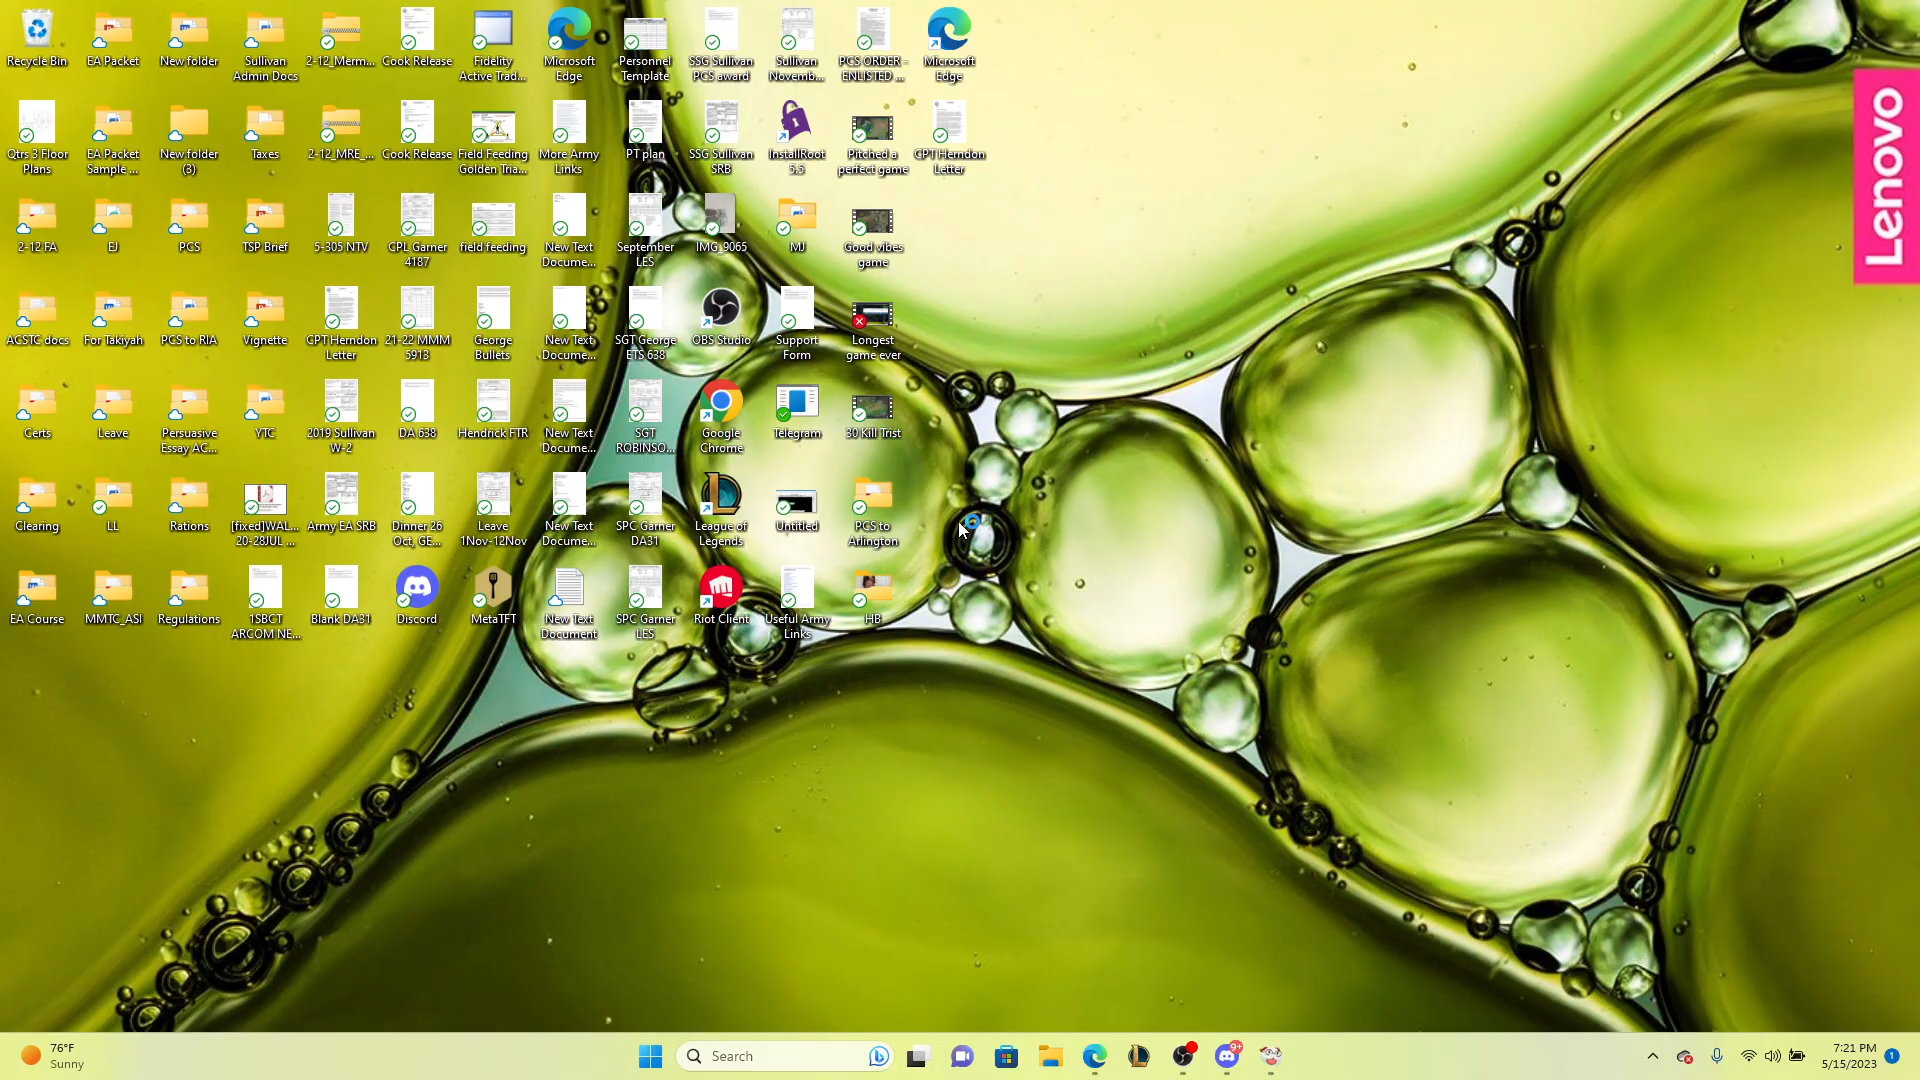 Recycle Bin
EA Packet
New folder
Sullivan
Admin Docs
2-12_Merm...
Cook Release
Fidelity
Active Trad...
Microsoft
Edge
Personnel
Template
SSG Sullivan
PCS award
Sullivan
Novemb...
PCS ORDER -
ENLISTED ...
Microsoft
Edge
Qtrs 3 Floor
Plans
EA Packet
Sample ...
New folder
(3)
Taxes
2-12_MRE_...
Cook Release
Field Feeding
Golden Tria...
More Army
Links
PT plan
SSG Sullivan
SRB
InstallRoot
5.5
Pitched a
perfect game
CPT Herndon
Letter
2-12 FA
EJ
PCS
TSP Brief
5-305 NTV
CPL Garner
4187
field feeding
New Text
Docume...
September
LES
IMG_9065
MJ
Good vibes
game
ACSTC docs
For Takiyah
PCS to RIA
Vignette
CPT Herndon
Letter
21-22 MMM
5913
George
Bullets
New Text
Docume...
SGT George
ETS 638
OBS Studio
Support
Form
Longest
game ever
Certs
Leave
Persuasive
Essay AC...
YTC
2019 Sullivan
W-2
DA 638
Hendrick FTR
New Text
Docume...
SGT
ROBINSO...
Google
Chrome
Telegram
30 Kill Trist
Clearing
LL
Rations
[fixed]WAL...
20-28JUL ...
Army EA SRB
Dinner 26
Oct, GE...
Leave
1Nov-12Nov
New Text
Docume...
SPC Garner
DA31
League of
Legends
Untitled
PCS to
Arlington
EA Course
MMTC_ASI
Regulations
1SBCT
ARCOM NE...
Blank DA31
Discord
MetaTFT
New Text
Document
SPC Garner
LES
Riot Client
Useful Army
Links
HB
Lenovo
76°F
Sunny
Search
9+
7:21 PM
5/15/2023
1